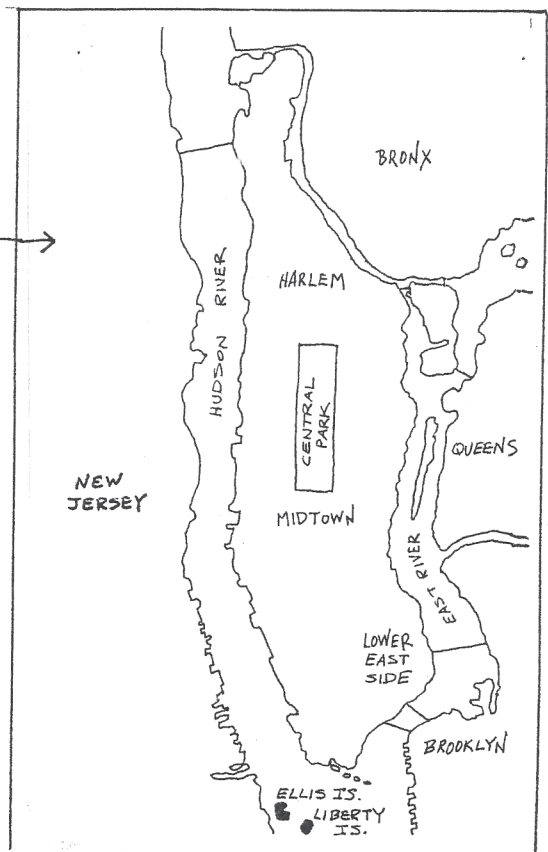 BRONX
HARLEM
HUDSON RIVER
CENTRAL
PARK
QUEENS
NEW
JERSEY
MIDTOWN
EAST RIVER
LOWER
EAST
SIDE
BROOKLYN
ELLIS IS.
LIBERTY
IS.